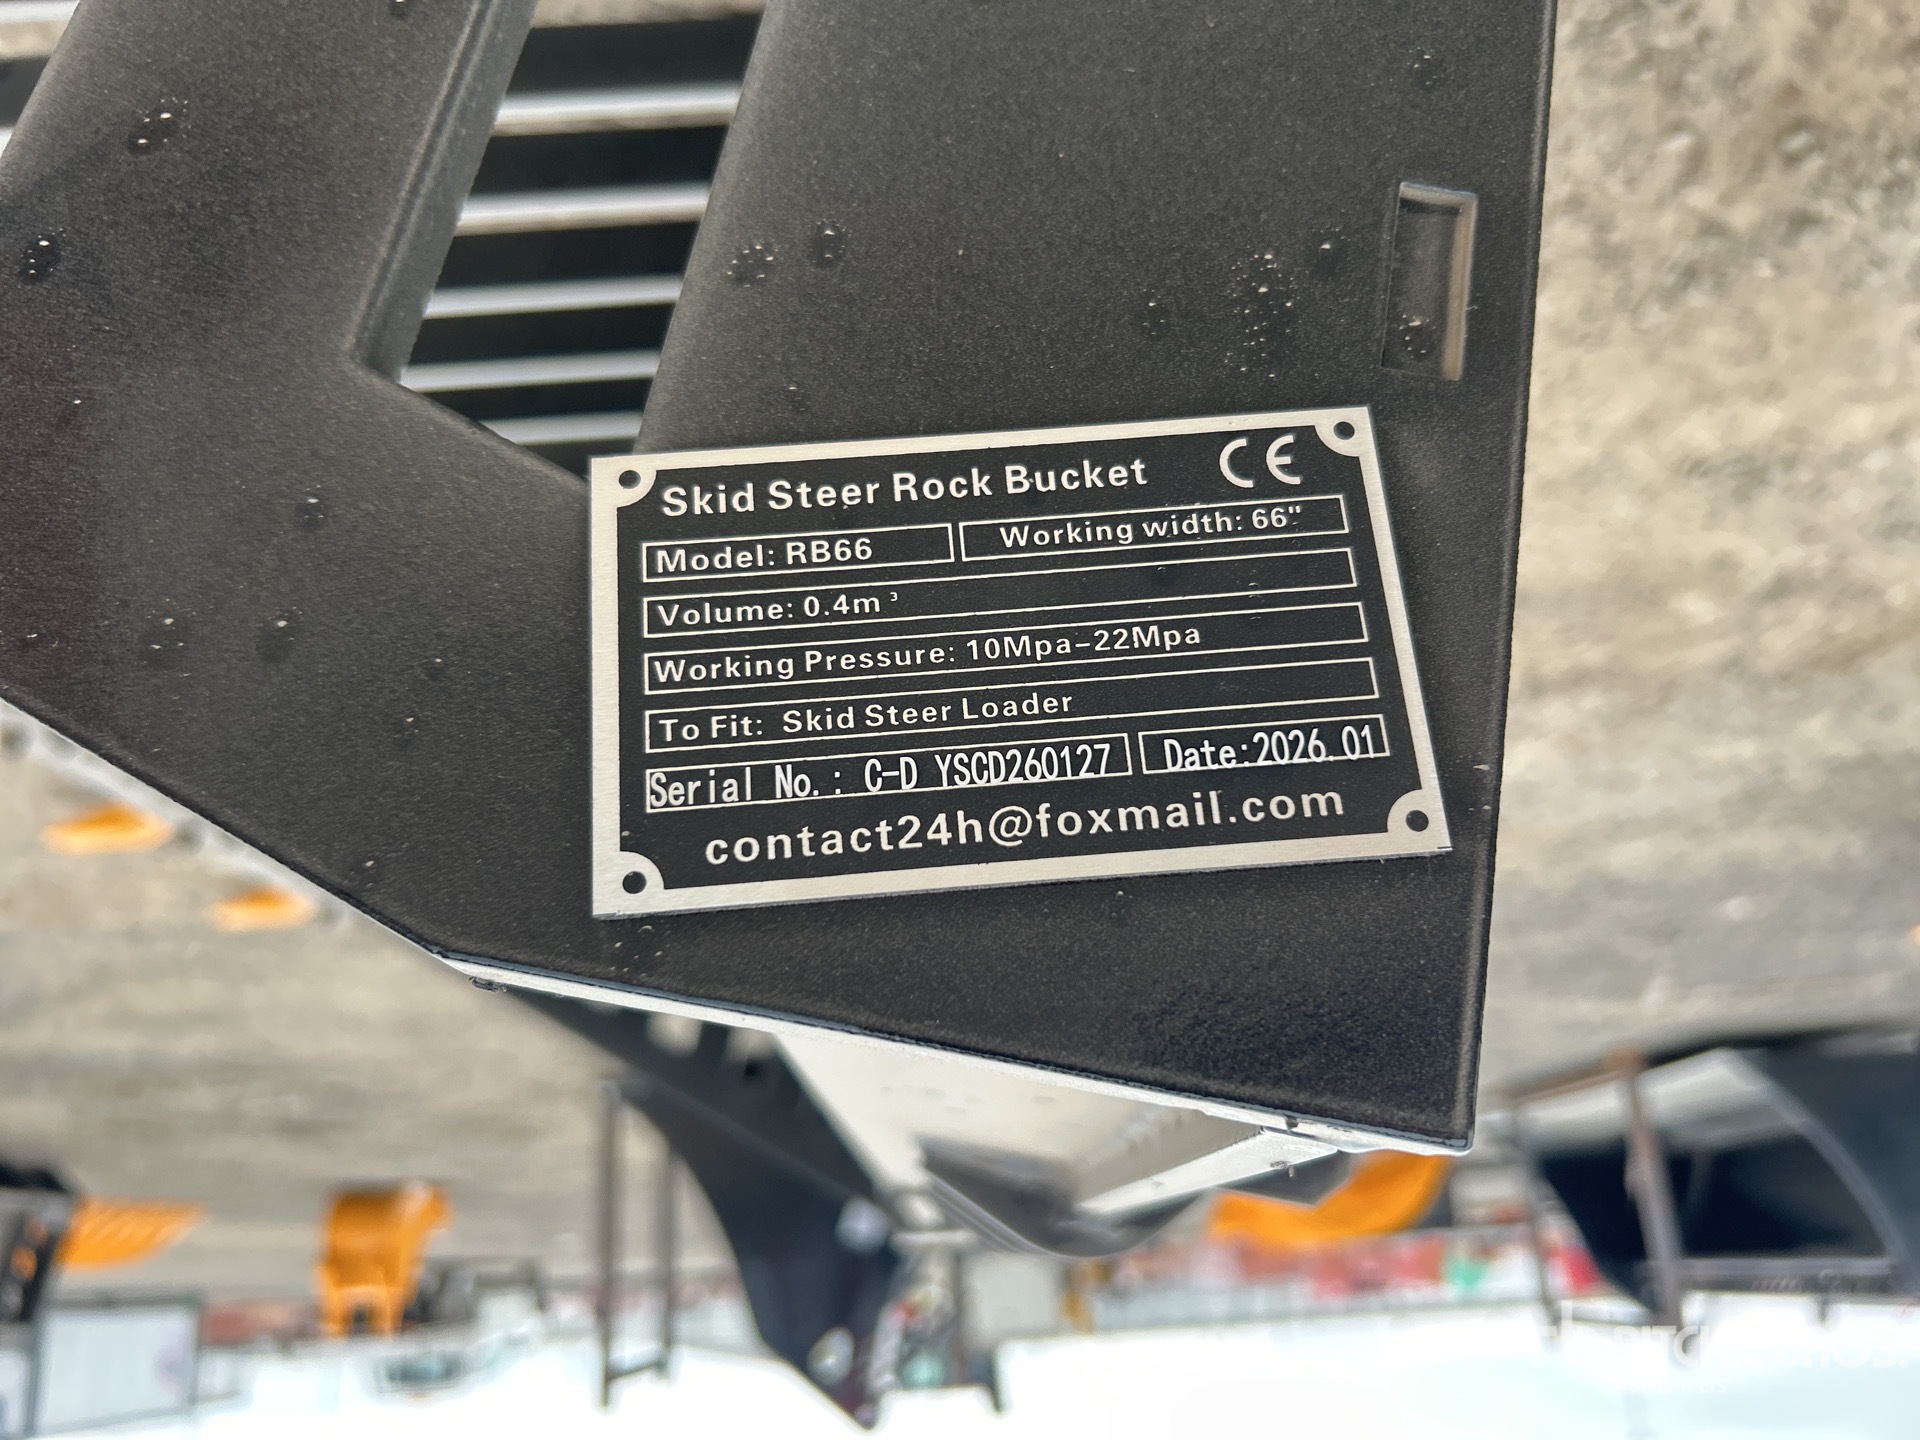 Skid Steer Rock Bucket CE
Model: RB66 Working width: 66"
Volume: 0.4m³
Working Pressure: 10Mpa-22Mpa
To Fit: Skid Steer Loader
Serial No.: C-D YSCD260127 Date:2026.01
contact24h@foxmail.com